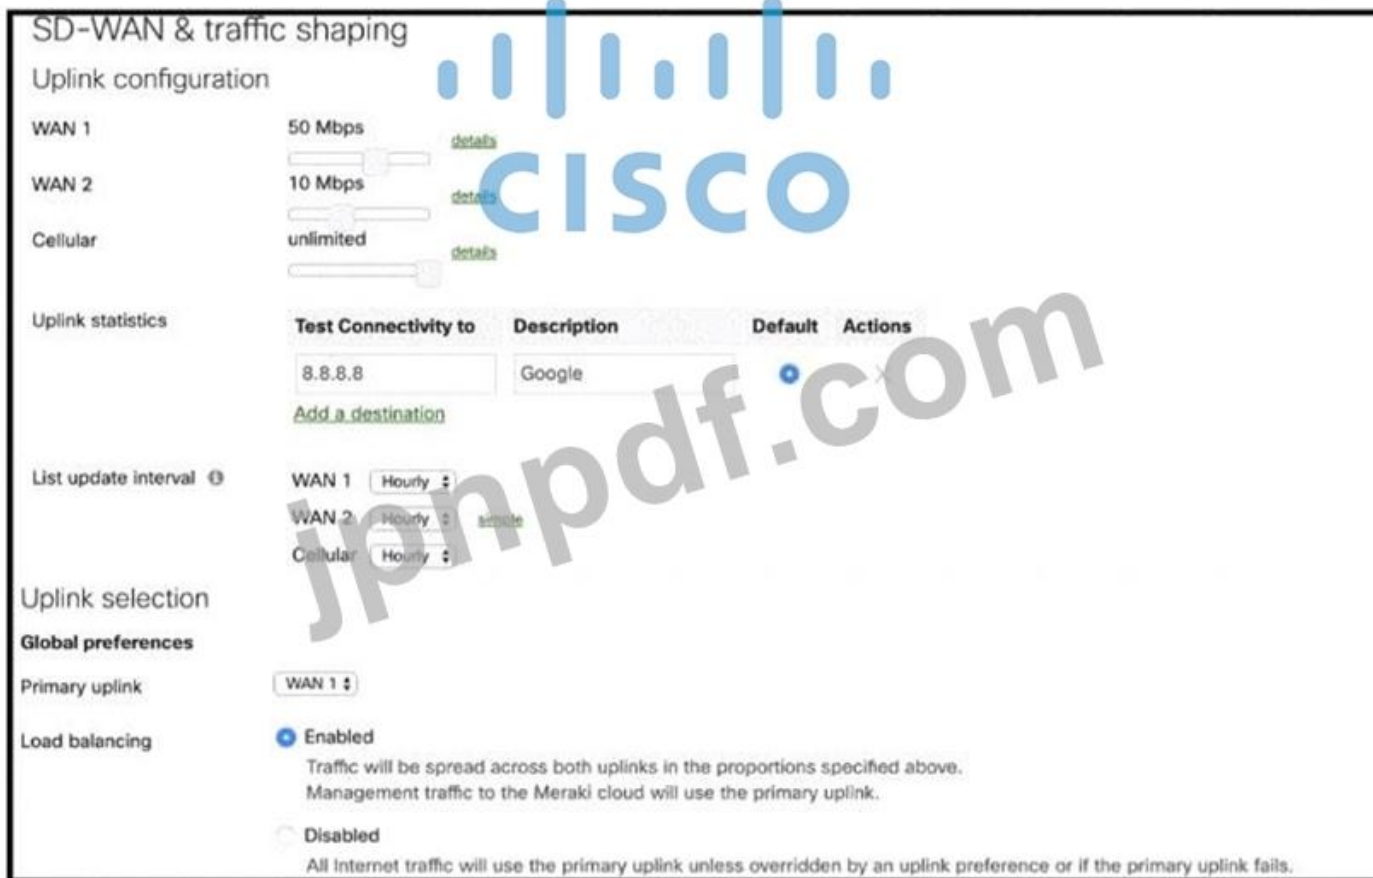 SD-WAN & traffic shaping
Uplink configuration
CISCO
WAN 1 50 Mbps details
WAN 2 10 Mbps details
Cellular unlimited details
Uplink statistics Test Connectivity to Description Default Actions
8.8.8.8 Google
Add a destination
jpnpdf.com
List update interval WAN 1 Hourly
WAN 2 Hourly simple
Cellular Hourly
Uplink selection
Global preferences
Primary uplink WAN 1
Load balancing Enabled
Traffic will be spread across both uplinks in the proportions specified above.
Management traffic to the Meraki cloud will use the primary uplink.
Disabled
All Internet traffic will use the primary uplink unless overridden by an uplink preference or if the primary uplink fails.